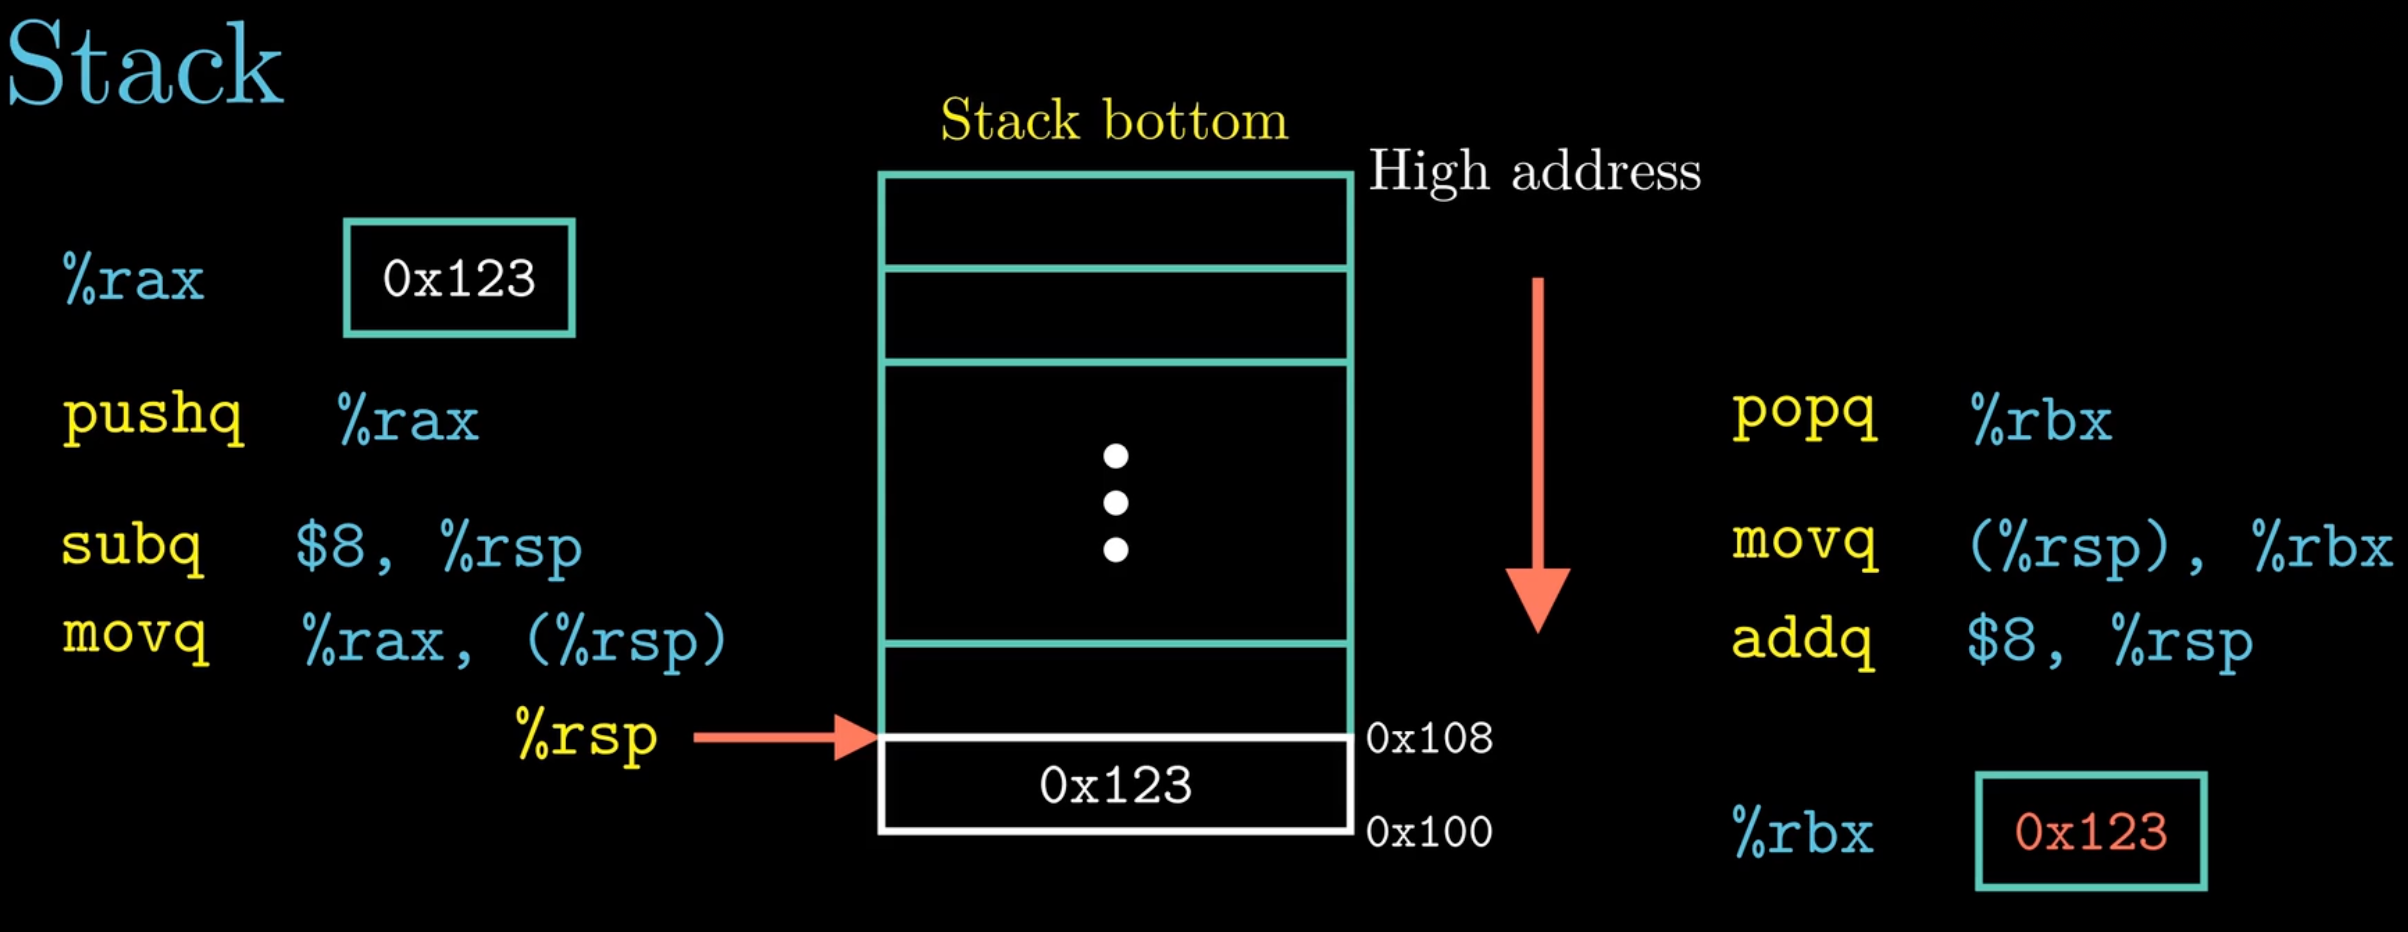 Stack
Stack bottom
High address
%rax 0x123
pushq %rax
subq $8, %rsp
movq %rax, (%rsp)
%rsp
0x108
0x123
0x100
popq %rbx
movq (%rsp), %rbx
addq $8, %rsp
%rbx 0x123